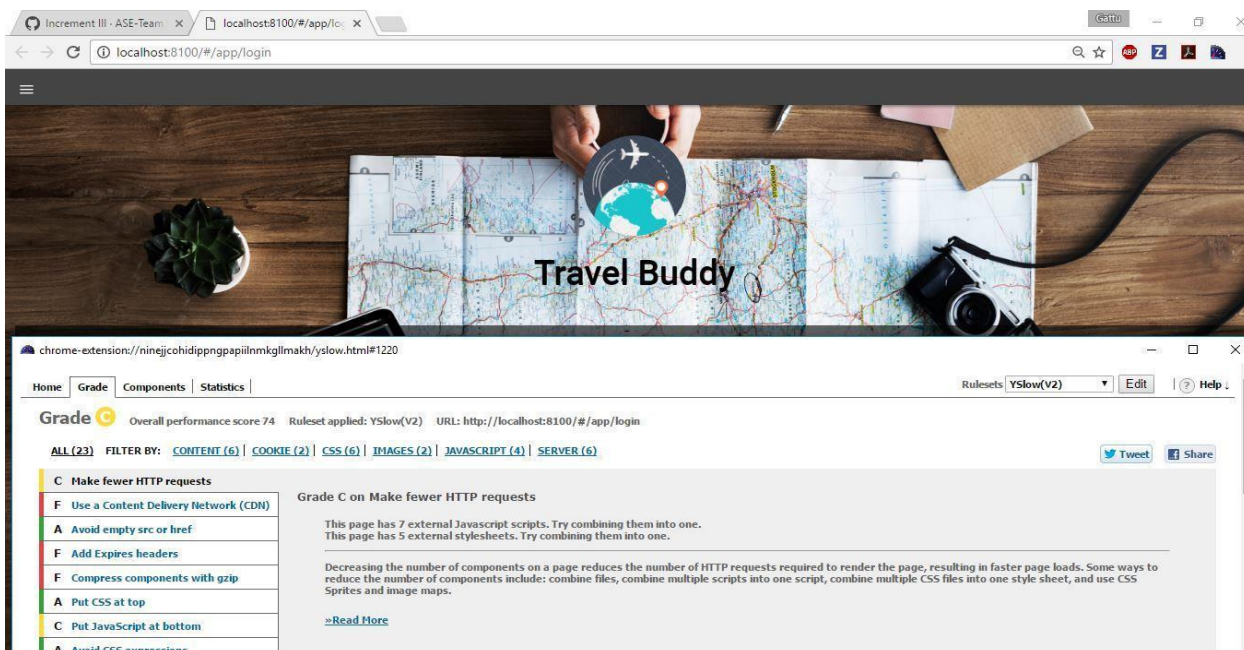 Increment III · ASE-Team
localhost:8100/#/app/lo
Gattu
localhost:8100/#/app/login
ABP
Z
STOCKHOLM
Travel Buddy
chrome-extension://ninejjcohidippngpapiilnmkgllmakh/yslow.html#1220
Home Grade Components Statistics
Rulesets YSlow(V2) Edit ? Help ↓
Grade C Overall performance score 74 Ruleset applied: YSlow(V2) URL: http://localhost:8100/#/app/login
ALL (23) FILTER BY: CONTENT (6) COOKIE (2) CSS (6) IMAGES (2) JAVASCRIPT (4) SERVER (6)
Tweet Share
C Make fewer HTTP requests
F Use a Content Delivery Network (CDN)
A Avoid empty src or href
F Add Expires headers
F Compress components with gzip
A Put CSS at top
C Put JavaScript at bottom
A Avoid CSS expressions
Grade C on Make fewer HTTP requests
This page has 7 external Javascript scripts. Try combining them into one.
This page has 5 external stylesheets. Try combining them into one.
Decreasing the number of components on a page reduces the number of HTTP requests required to render the page, resulting in faster page loads. Some ways to
reduce the number of components include: combine files, combine multiple scripts into one script, combine multiple CSS files into one style sheet, and use CSS
Sprites and image maps.
»Read More